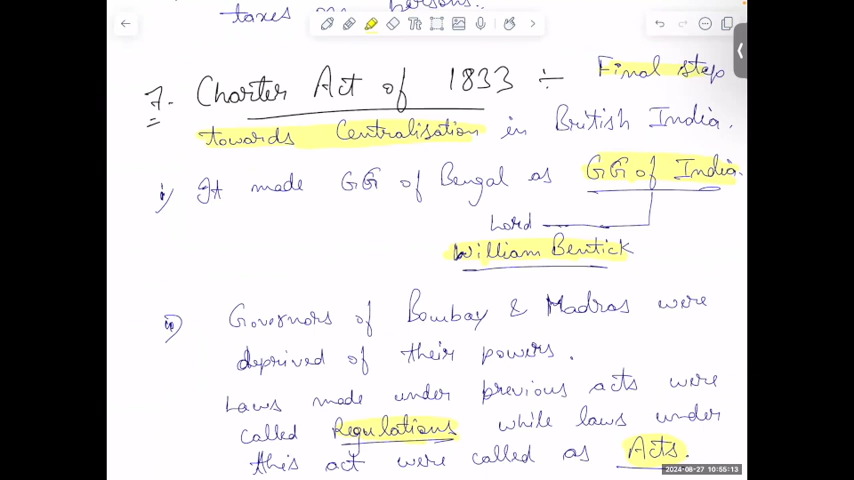 taxes on persons..
7. Charter Act of 1833 ÷ Final step
towards Centralisation in British India.
i) It made GG of Bengal as GG of India.
Lord
William Bentick
ii) Governors of Bombay & Madras were
deprived of their powers.
Laws made under previous acts were
called Regulations while laws under
this act were called as Acts.
2024-08-27 10:55:13